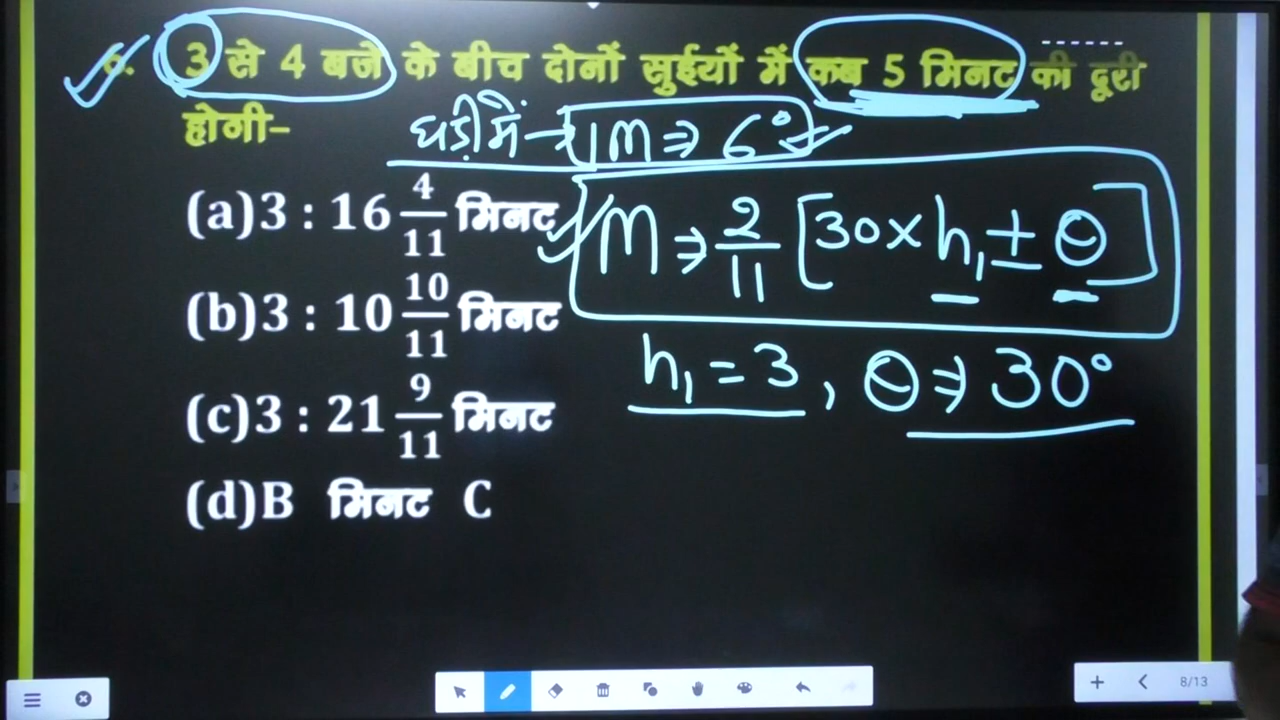 3 से 4 बजे के बीच दोनों सुईयों में कब 5 मिनट की दूरी
होगी-
घड़ी में → 1M ⇒ 6°
(a) 3 : 16 4/11 मिनट
M ⇒ 2/11 [30 × h₁ ± θ]
(b) 3 : 10 10/11 मिनट
h₁ = 3, θ ⇒ 30°
(c) 3 : 21 9/11 मिनट
(d) B मिनट C
8/13